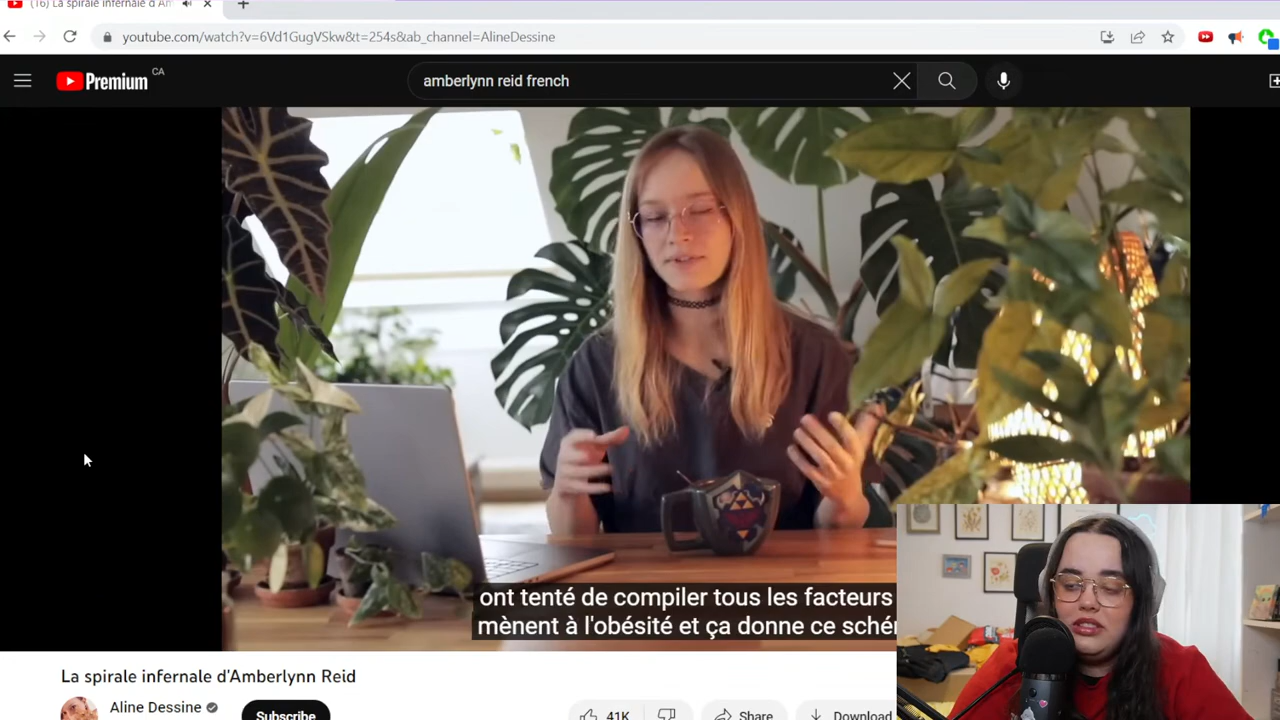 (16) La spirale infernale d'Am
youtube.com/watch?v=6Vd1GugVSkw&t=254s&ab_channel=AlineDessine
Premium CA
amberlynn reid french
ont tenté de compiler tous les facteurs
mènent à l'obésité et ça donne ce
La spirale infernale d'Amberlynn Reid
Aline Dessine
Subscribe
41K
Share
Download